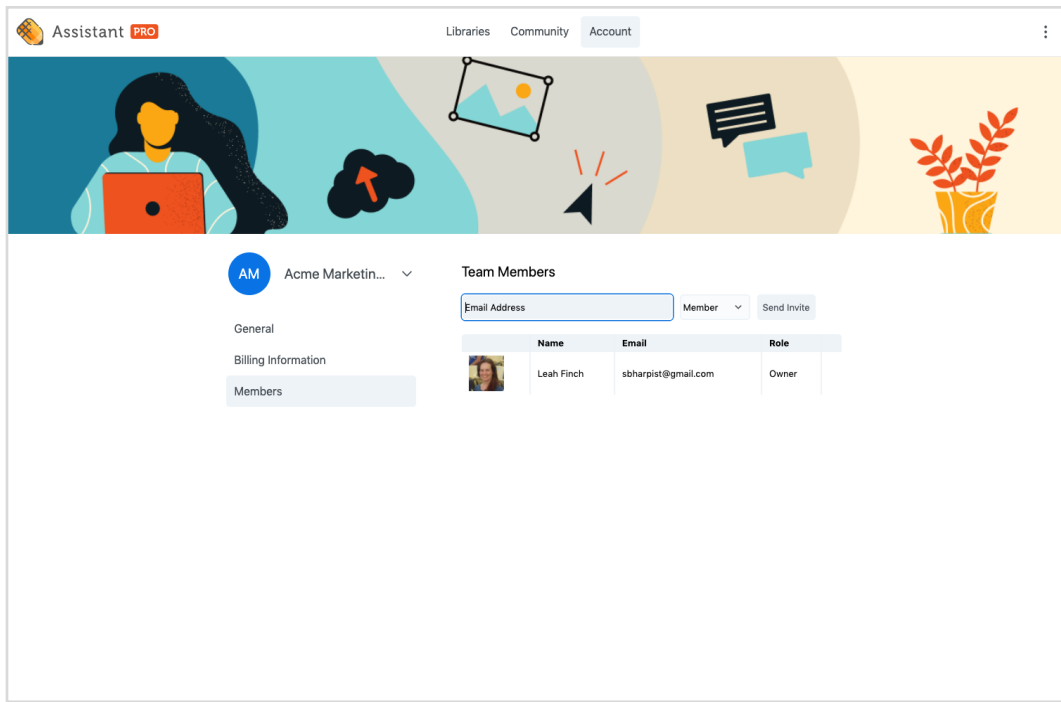 Assistant PRO
Libraries Community Account
AM Acme Marketin...
General
Billing Information
Members
Team Members
Email Address Member Send Invite
Name Email Role
Leah Finch sbharpist@gmail.com Owner